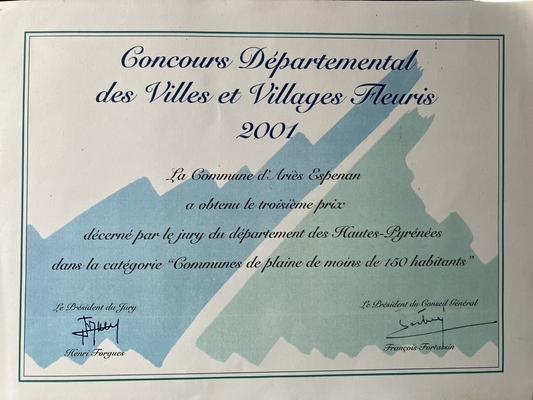 Concours Départemental
des Villes et Villages Fleuris
2001
La Commune d'Ariès Espenan
a obtenu le troisième prix
décerné par le jury du département des Hautes-Pyrénées
dans la catégorie "Communes de plaine de moins de 150 habitants"
Le Président du Jury
Henri Forgues
Le Président du Conseil Général
François Fortassin